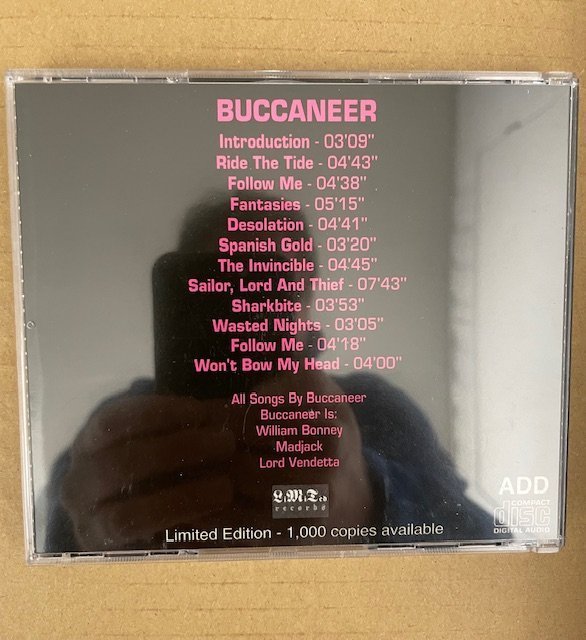 BUCCANEER
Introduction - 03'09"
Ride The Tide - 04'43"
Follow Me - 04'38"
Fantasies - 05'15"
Desolation - 04'41"
Spanish Gold - 03'20"
The Invincible - 04'45"
Sailor, Lord And Thief - 07'43"
Sharkbite - 03'53"
Wasted Nights - 03'05"
Follow Me - 04'18"
Won't Bow My Head - 04'00"
All Songs By Buccaneer
Buccaneer Is:
William Bonney
Madjack
Lord Vendetta
records
Limited Edition - 1,000 copies available
ADD
COMPACT
disc
DIGITAL AUDIO